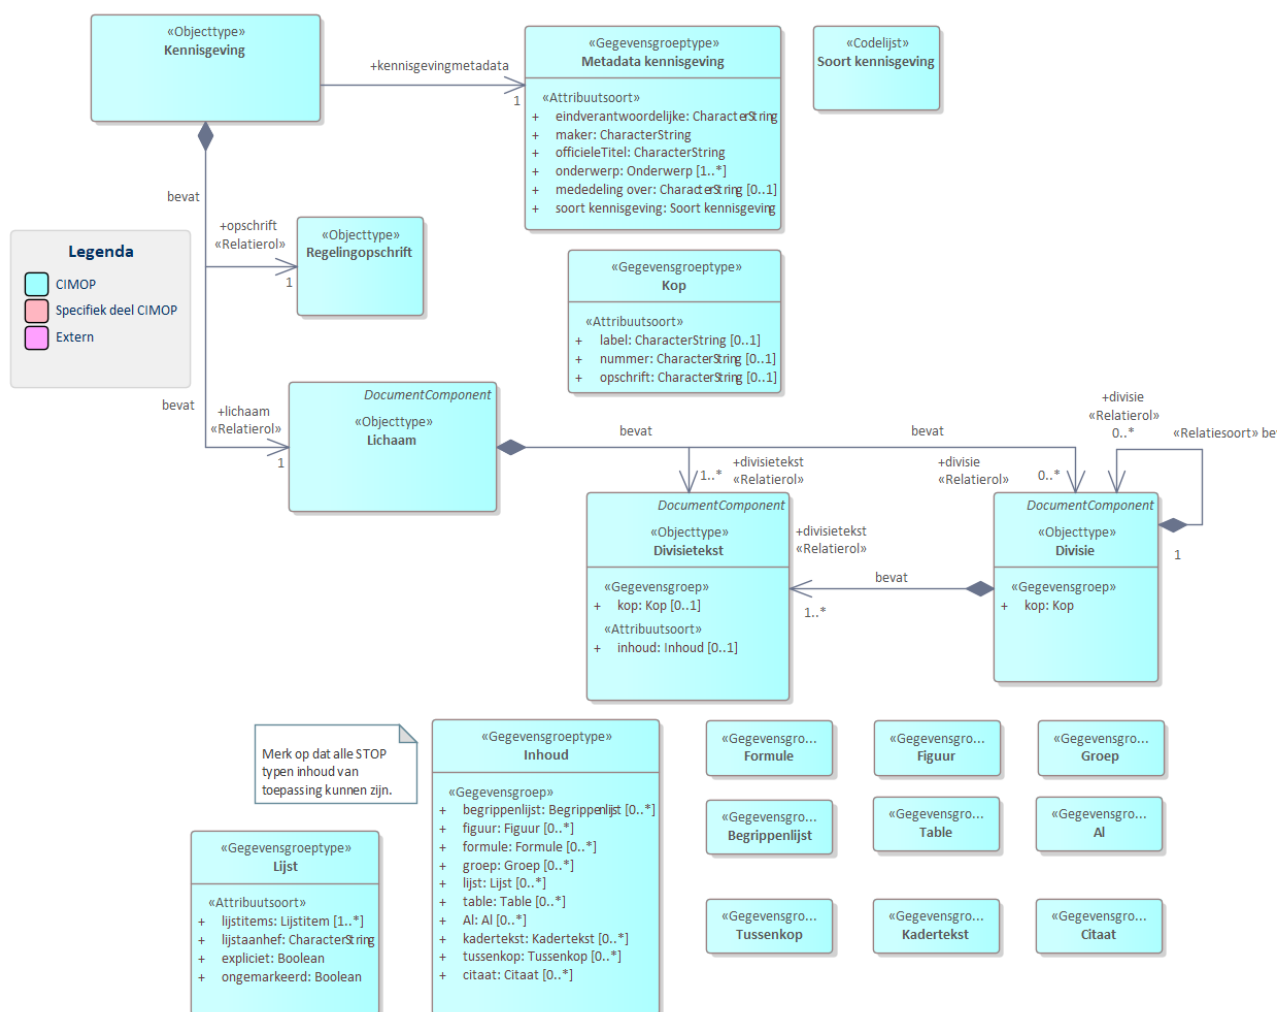 «Objecttype»
Kennisgeving
+kennisgevingmetadata
1
«Gegevensgroeptype»
Metadata kennisgeving
«Attribuutsoort»
+ eindverantwoordelijke: CharacterString
+ maker: CharacterString
+ officieleTitel: CharacterString
+ onderwerp: Onderwerp [1..*]
+ mededeling over: CharacterString [0..1]
+ soort kennisgeving: Soort kennisgeving
«Codelijst»
Soort kennisgeving
bevat
+opschrift
«Relatierol»
1
«Objecttype»
Regelingopschrift
Legenda
CIMOP
Specifiek deel CIMOP
Extern
«Gegevensgroeptype»
Kop
«Attribuutsoort»
+ label: CharacterString [0..1]
+ nummer: CharacterString [0..1]
+ opschrift: CharacterString [0..1]
bevat
+lichaam
«Relatierol»
1
DocumentComponent
«Objecttype»
Lichaam
bevat
bevat
+divisietekst
«Relatierol»
1..*
+divisie
«Relatierol»
0..*
+divisie
«Relatierol»
0..*
«Relatiesoort» be
1
DocumentComponent
«Objecttype»
Divisietekst
«Gegevensgroep»
+ kop: Kop [0..1]
«Attribuutsoort»
+ inhoud: Inhoud [0..1]
+divisietekst
«Relatierol»
bevat
1..*
DocumentComponent
«Objecttype»
Divisie
«Gegevensgroep»
+ kop: Kop
Merk op dat alle STOP
typen inhoud van
toepassing kunnen zijn.
«Gegevensgroeptype»
Lijst
«Attribuutsoort»
+ lijstitems: Lijstitem [1..*]
+ lijstaanhef: CharacterString
+ expliciet: Boolean
+ ongemarkeerd: Boolean
«Gegevensgroeptype»
Inhoud
«Gegevensgroep»
+ begrippenlijst: Begrippenlijst [0..*]
+ figuur: Figuur [0..*]
+ formule: Formule [0..*]
+ groep: Groep [0..*]
+ lijst: Lijst [0..*]
+ table: Table [0..*]
+ Al: Al [0..*]
+ kadertekst: Kadertekst [0..*]
+ tussenkop: Tussenkop [0..*]
+ citaat: Citaat [0..*]
«Gegevensgro...
Formule
«Gegevensgro...
Figuur
«Gegevensgro...
Groep
«Gegevensgro...
Begrippenlijst
«Gegevensgro...
Table
«Gegevensgro...
Al
«Gegevensgro...
Tussenkop
«Gegevensgro...
Kadertekst
«Gegevensgro...
Citaat